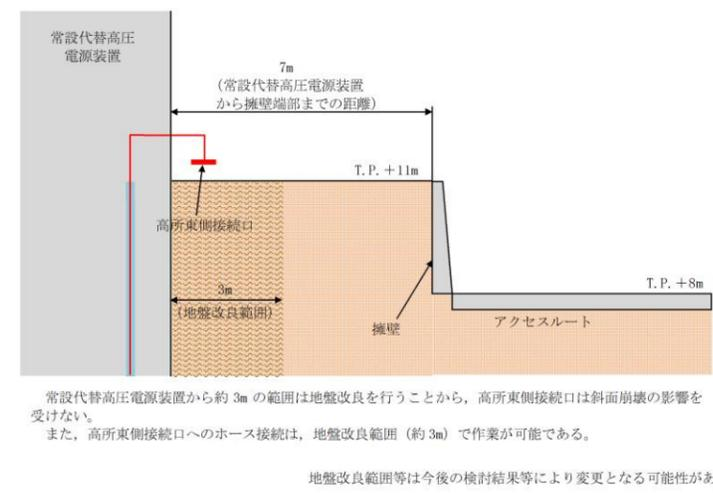 常設代替高圧
電源装置
7m
(常設代替高圧電源装置
から擁壁端部までの距離)
T.P.＋11m
高所東側接続口
T.P.＋8m
3m
(地盤改良範囲)
擁壁
アクセスルート
常設代替高圧電源装置から約 3m の範囲は地盤改良を行うことから，高所東側接続口は斜面崩壊の影響を
受けない。
また，高所東側接続口へのホース接続は，地盤改良範囲（約 3m）で作業が可能である。
地盤改良範囲等は今後の検討結果等により変更となる可能性があ